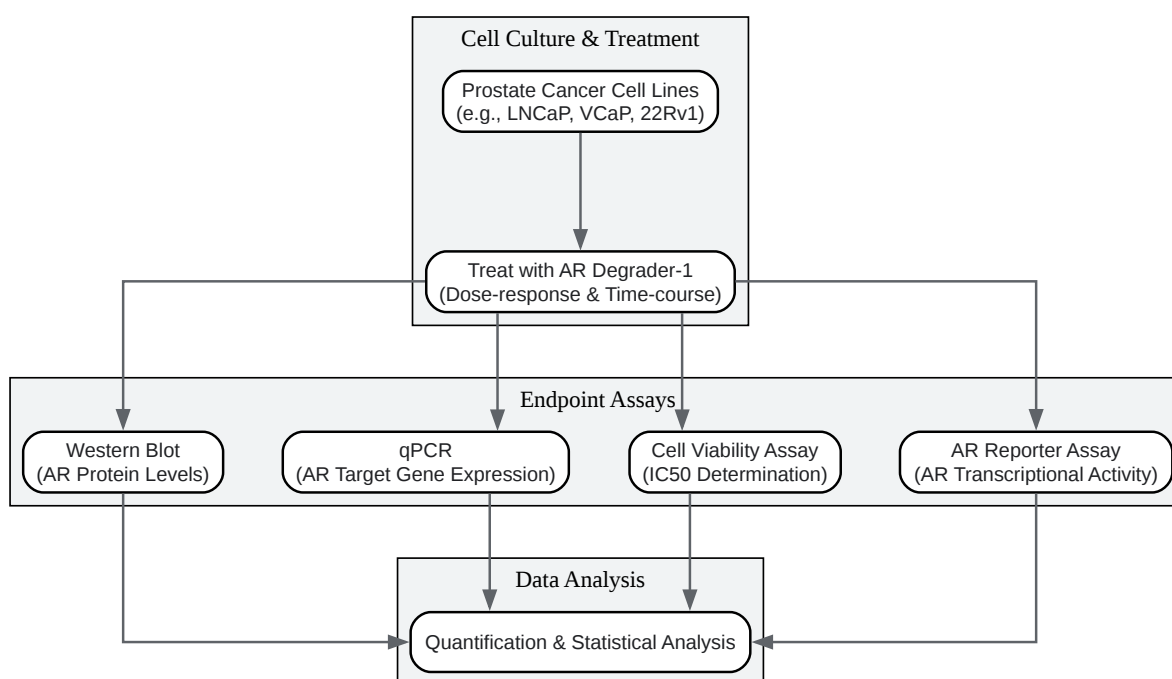 Cell Culture & Treatment
Prostate Cancer Cell Lines
(e.g., LNCaP, VCaP, 22Rv1)
Treat with AR Degrader-1
(Dose-response & Time-course)
Endpoint Assays
Western Blot
(AR Protein Levels)
qPCR
(AR Target Gene Expression)
Cell Viability Assay
(IC50 Determination)
AR Reporter Assay
(AR Transcriptional Activity)
Data Analysis
Quantification & Statistical Analysis